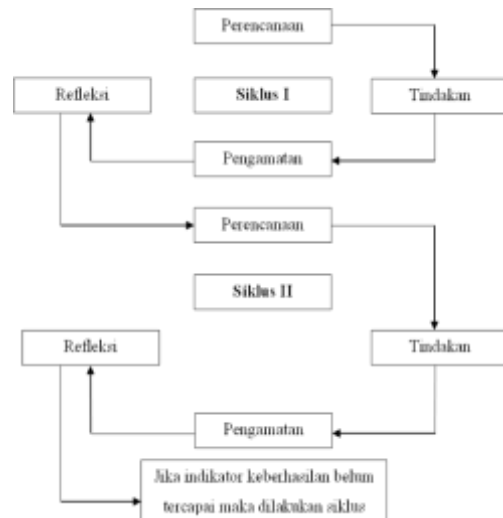 Perencanaan
Refleksi
Siklus I
Tindakan
Pengamatan
Perencanaan
Siklus II
Refleksi
Tindakan
Pengamatan
Jika indikator keberhasilan belum
tercapai maka dilakukan siklus